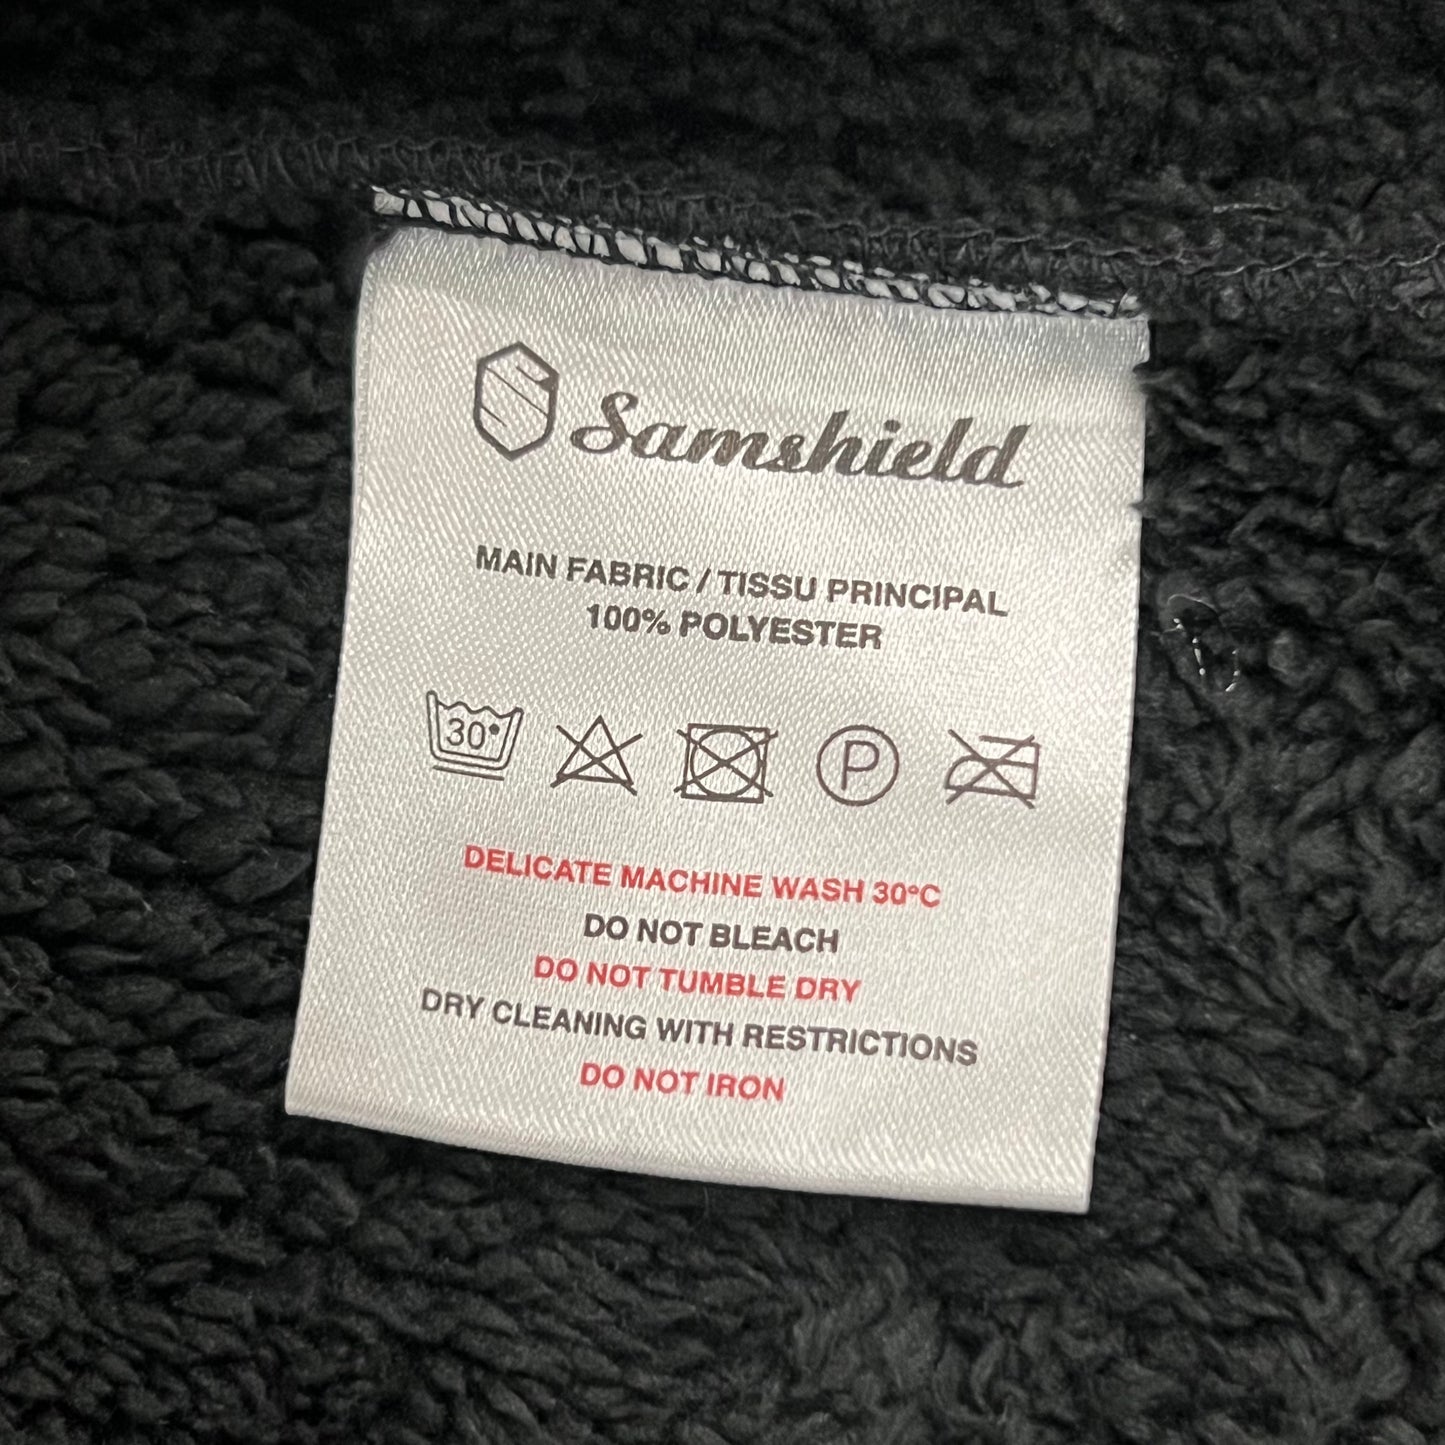 Samshield
MAIN FABRIC / TISSU PRINCIPAL
100% POLYESTER
30° P
DELICATE MACHINE WASH 30°C
DO NOT BLEACH
DO NOT TUMBLE DRY
DRY CLEANING WITH RESTRICTIONS
DO NOT IRON